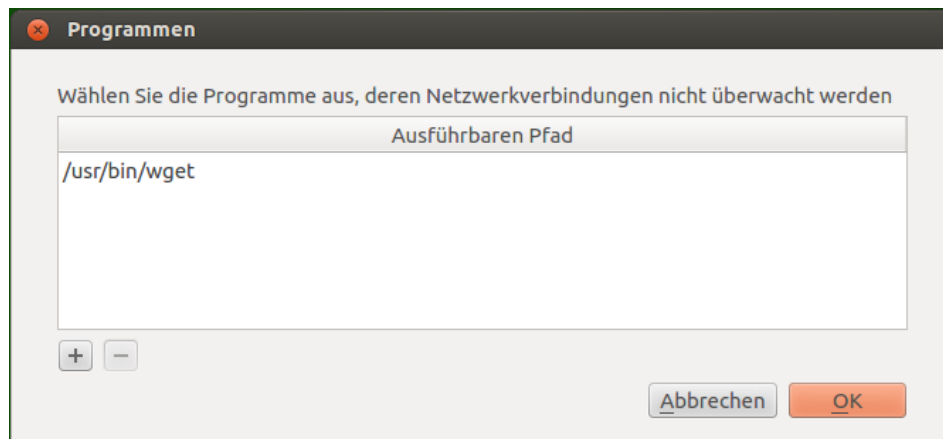 Programmen
Wählen Sie die Programme aus, deren Netzwerkverbindungen nicht überwacht werden
Ausführbaren Pfad
/usr/bin/wget
+ −
Abbrechen OK